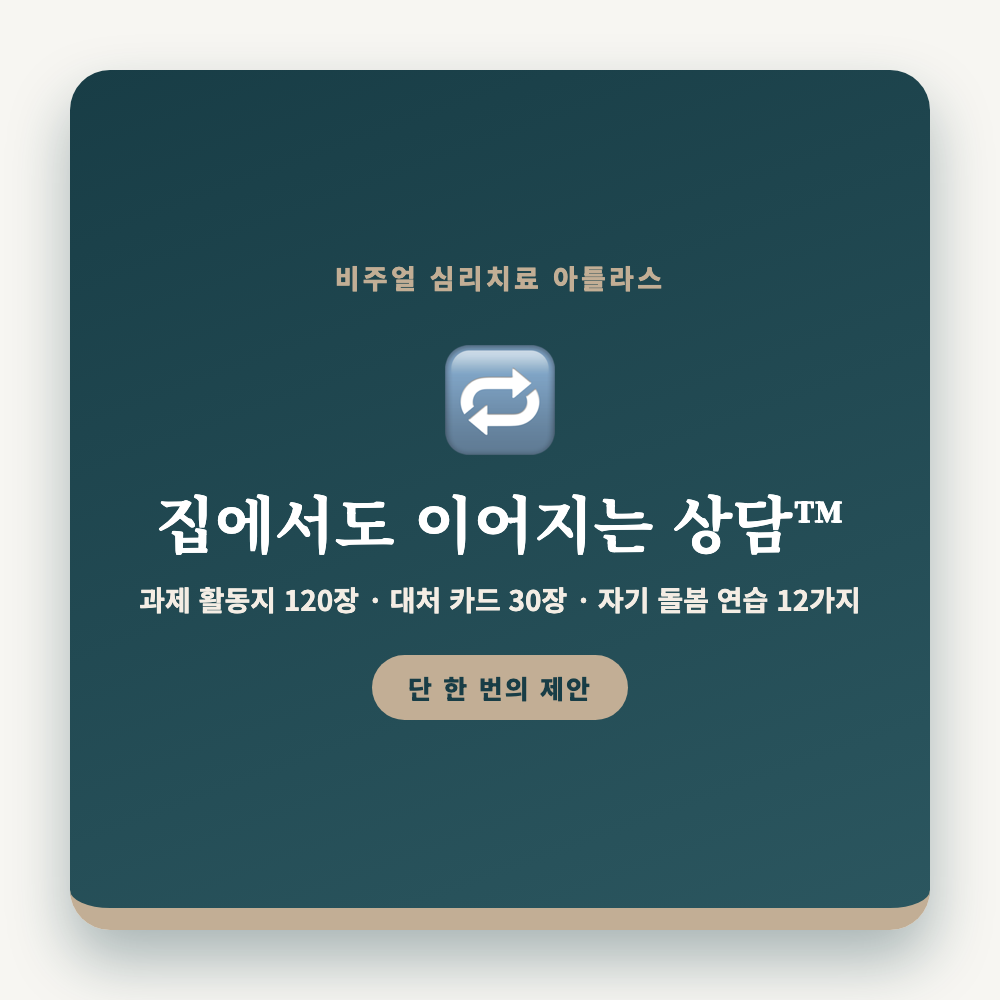 비주얼 심리치료 아틀라스
집에서도 이어지는 상담™
과제 활동지 120장 · 대처 카드 30장 · 자기 돌봄 연습 12가지
단 한 번의 제안